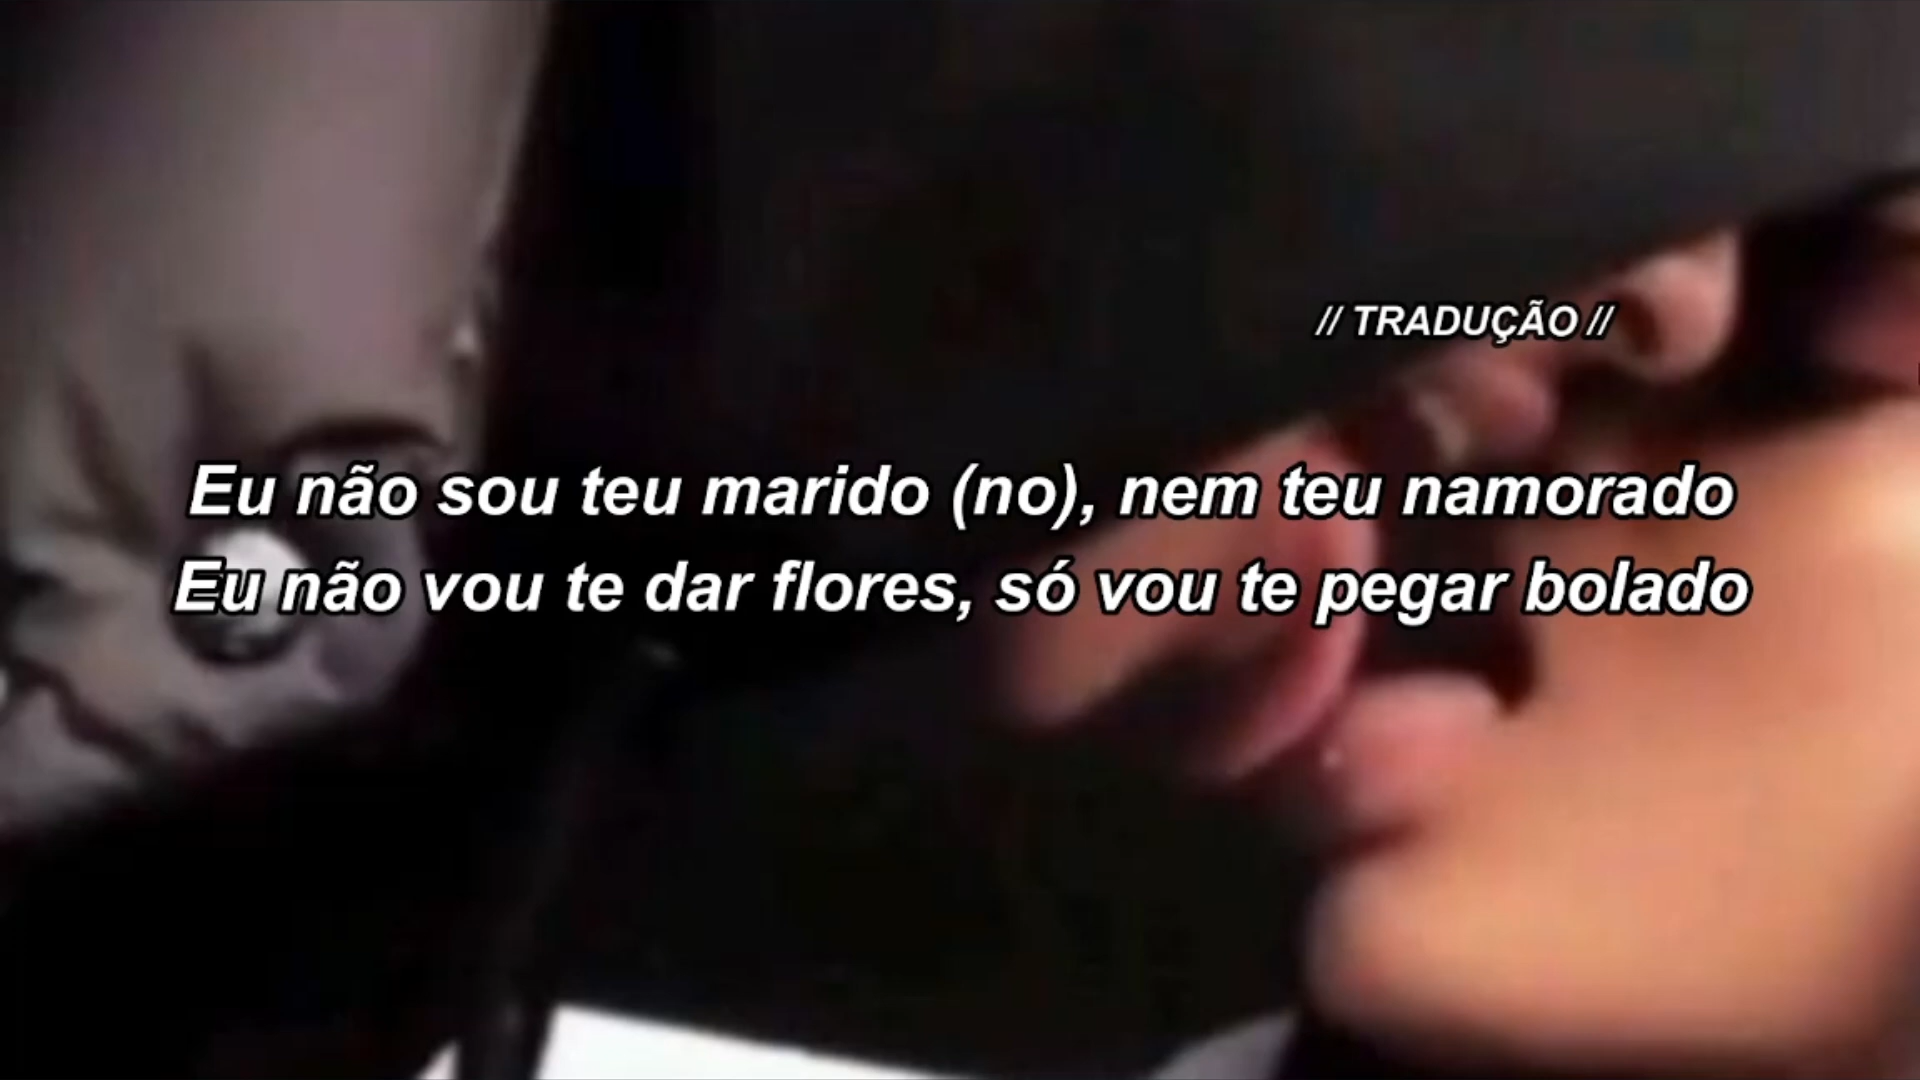 // TRADUÇÃO //
Eu não sou teu marido (no), nem teu namorado
Eu não vou te dar flores, só vou te pegar bolado